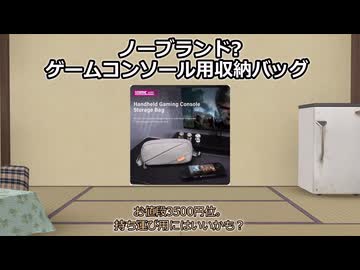 ノーブランド?
ゲームコンソール用収納バッグ
Handheld Gaming Console
Storage Bag
お値段3500円位。
持ち運び用にはいいかも？